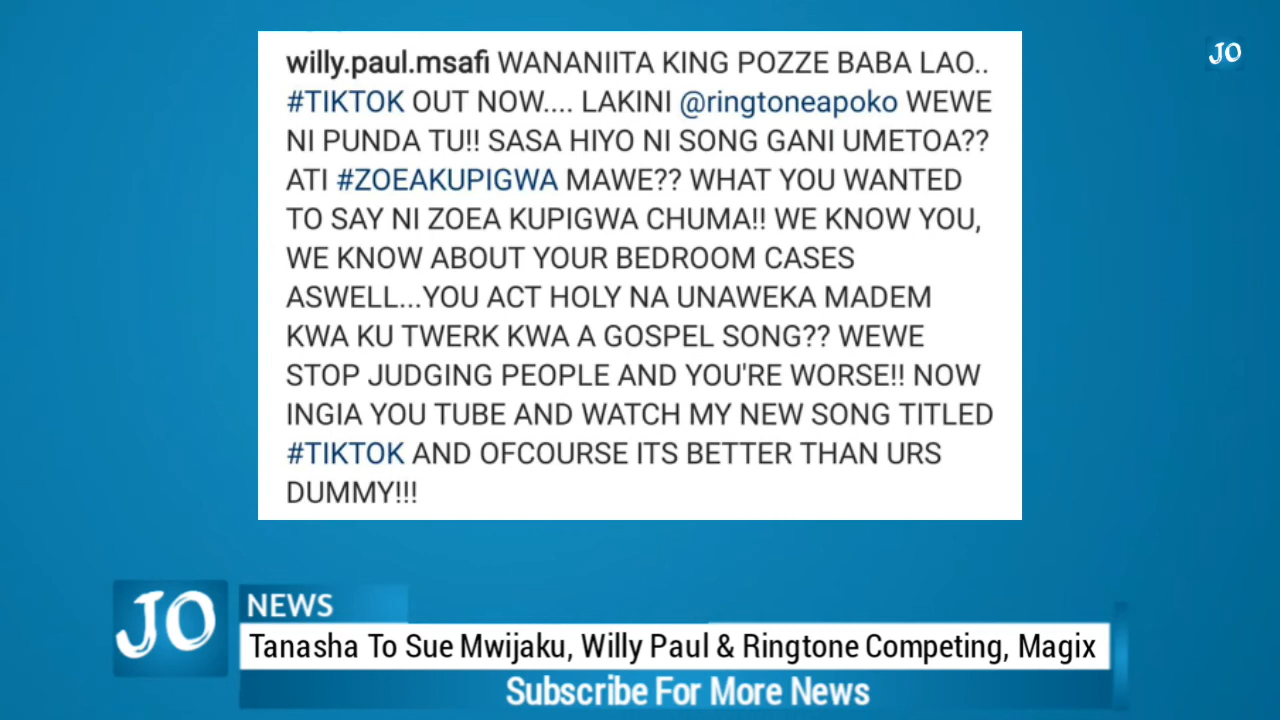 JO
willy.paul.msafi WANANIITA KING POZZE BABA LAO..
#TIKTOK OUT NOW.... LAKINI @ringtoneapoko WEWE
NI PUNDA TU!! SASA HIYO NI SONG GANI UMETOA??
ATI #ZOEAKUPIGWA MAWE?? WHAT YOU WANTED
TO SAY NI ZOEA KUPIGWA CHUMA!! WE KNOW YOU,
WE KNOW ABOUT YOUR BEDROOM CASES
ASWELL...YOU ACT HOLY NA UNAWEKA MADEM
KWA KU TWERK KWA A GOSPEL SONG?? WEWE
STOP JUDGING PEOPLE AND YOU'RE WORSE!! NOW
INGIA YOU TUBE AND WATCH MY NEW SONG TITLED
#TIKTOK AND OFCOURSE ITS BETTER THAN URS
DUMMY!!!
JO
NEWS
Tanasha To Sue Mwijaku, Willy Paul & Ringtone Competing, Magix
Subscribe For More News